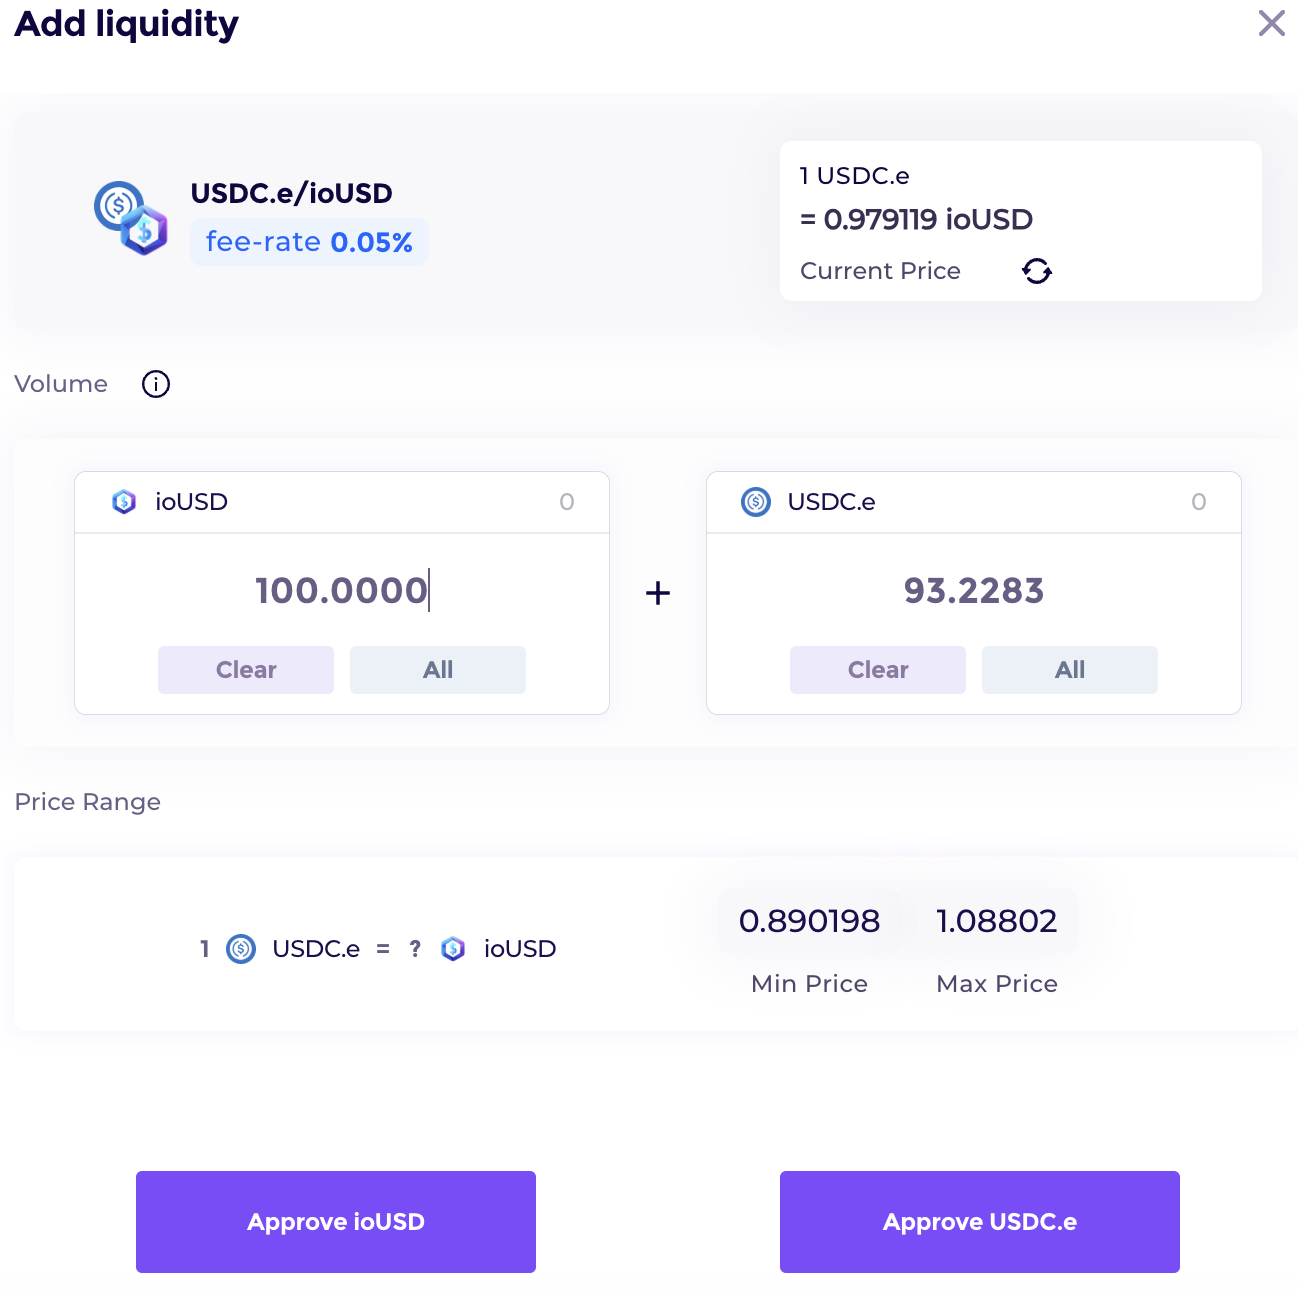 Add liquidity
USDC.e/ioUSD
fee-rate 0.05%
1 USDC.e
= 0.979119 ioUSD
Current Price
Volume
ioUSD 0
100.0000
Clear All
+
USDC.e 0
93.2283
Clear All
Price Range
1 USDC.e = ? ioUSD
0.890198 1.08802
Min Price Max Price
Approve ioUSD Approve USDC.e